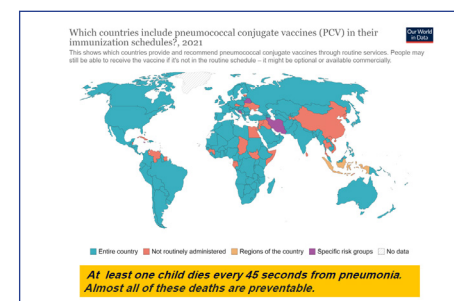 Which countries include pneumococcal conjugate vaccines (PCV) in their
immunization schedules?, 2021
Our World
in Data
This shows which countries provide and recommend pneumococcal conjugate vaccines through routine services. People may
still be able to receive the vaccine if it's not in the routine schedule – it might be optional or available commercially.
Entire country Not routinely administered Regions of the country Specific risk groups No data
At least one child dies every 45 seconds from pneumonia.
Almost all of these deaths are preventable.